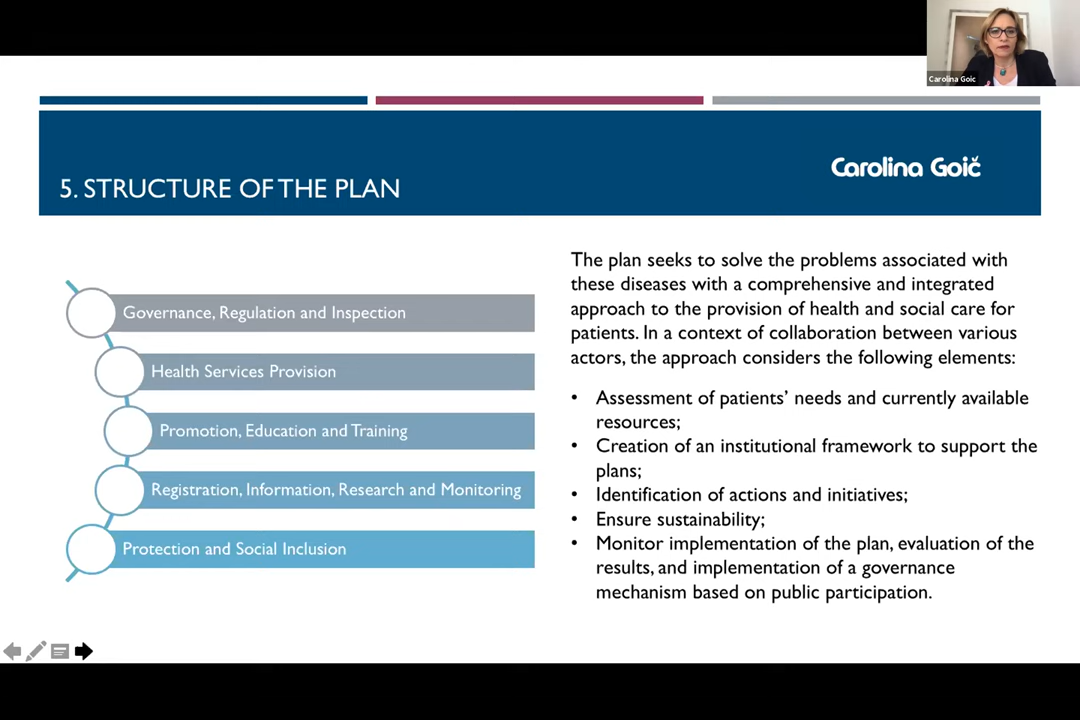 Carolina Goic
Carolina Goič
5. STRUCTURE OF THE PLAN
Governance, Regulation and Inspection
Health Services Provision
Promotion, Education and Training
Registration, Information, Research and Monitoring
Protection and Social Inclusion
The plan seeks to solve the problems associated with
these diseases with a comprehensive and integrated
approach to the provision of health and social care for
patients. In a context of collaboration between various
actors, the approach considers the following elements:
• Assessment of patients’ needs and currently available
resources;
• Creation of an institutional framework to support the
plans;
• Identification of actions and initiatives;
• Ensure sustainability;
• Monitor implementation of the plan, evaluation of the
results, and implementation of a governance
mechanism based on public participation.